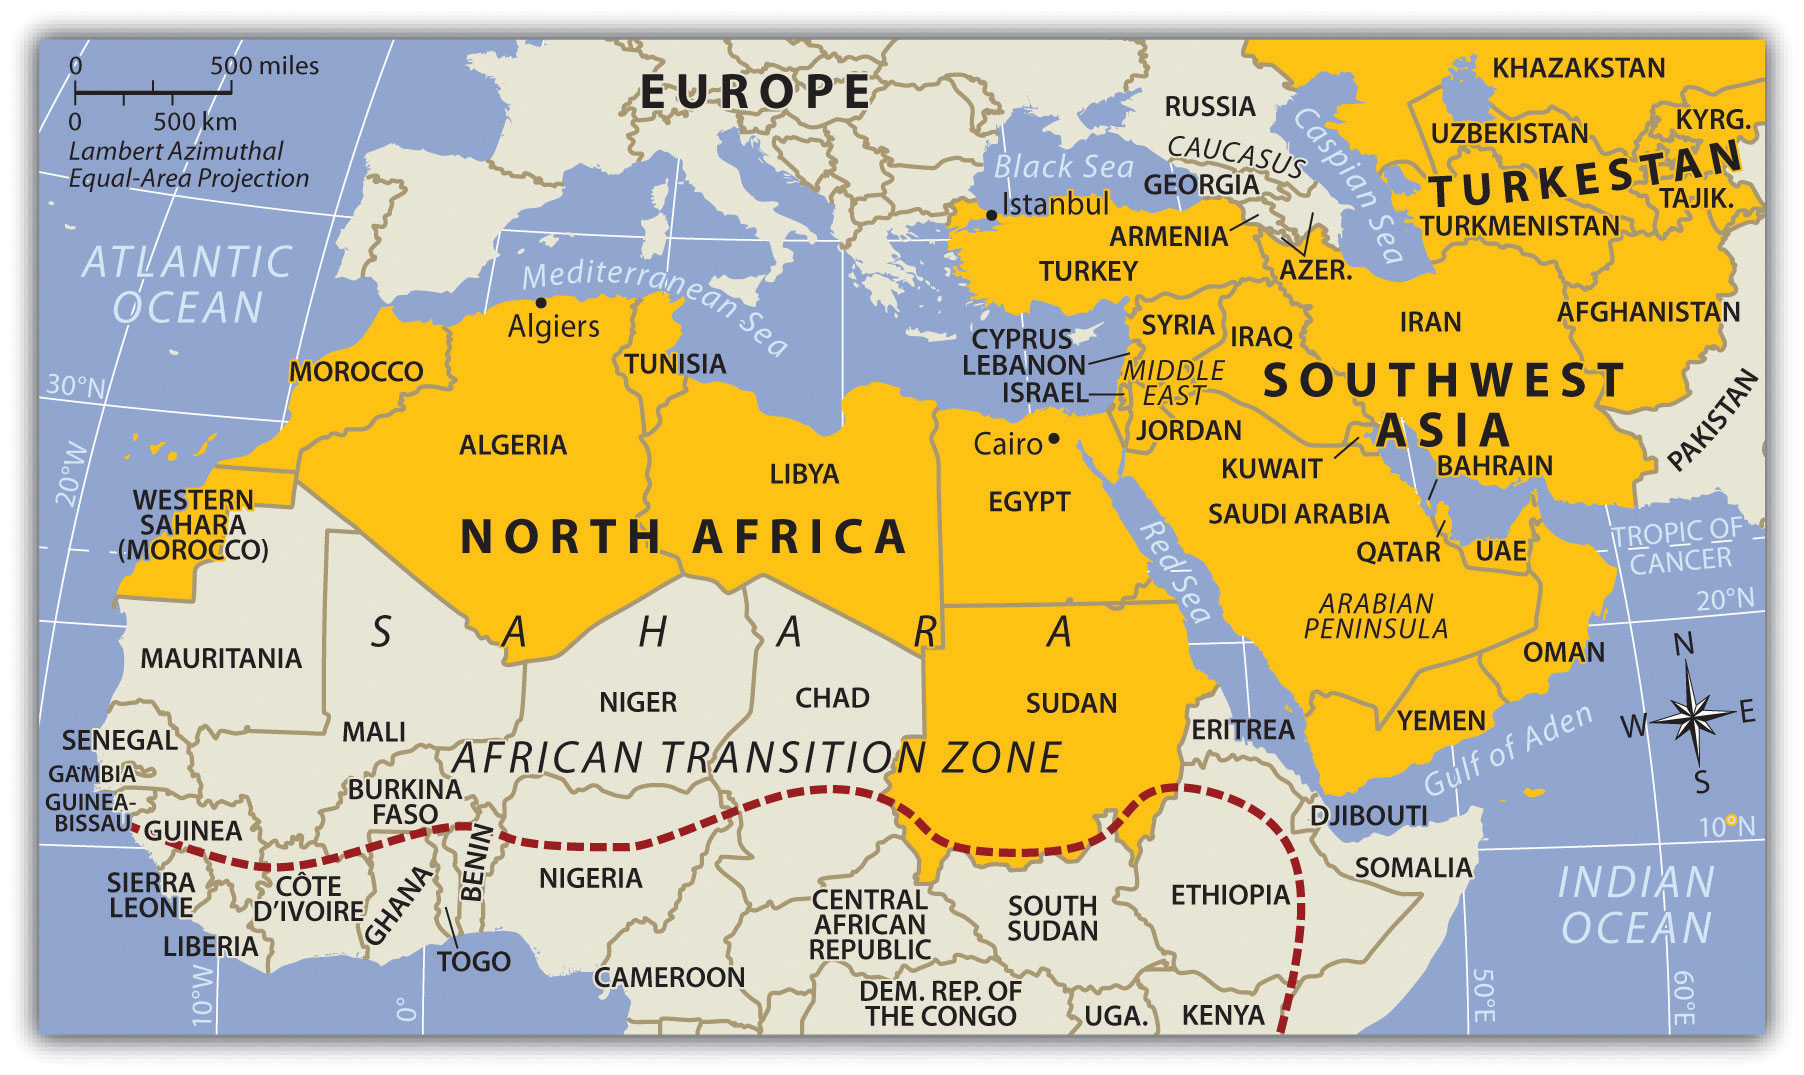 0 500 miles
0 500 km
Lambert Azimuthal
Equal-Area Projection
EUROPE
RUSSIA
KHAZAKSTAN
UZBEKISTAN
KYRG.
TURKESTAN
TAJIK.
TURKMENISTAN
CAUCASUS
Caspian Sea
Black Sea
GEORGIA
Istanbul
ARMENIA
AZER.
TURKEY
ATLANTIC
OCEAN
Mediterranean Sea
Algiers
MOROCCO
TUNISIA
CYPRUS
LEBANON
ISRAEL
SYRIA
IRAQ
MIDDLE
EAST
IRAN
AFGHANISTAN
SOUTHWEST
ASIA
PAKISTAN
30°N
20°W
ALGERIA
LIBYA
Cairo
EGYPT
JORDAN
KUWAIT
BAHRAIN
SAUDI ARABIA
QATAR
UAE
TROPIC OF
CANCER
WESTERN
SAHARA
(MOROCCO)
NORTH AFRICA
Red Sea
ARABIAN
PENINSULA
20°N
OMAN
N
W
E
S
SAHARA
MAURITANIA
NIGER
CHAD
SUDAN
MALI
ERITREA
YEMEN
Gulf of Aden
AFRICAN TRANSITION ZONE
SENEGAL
GAMBIA
GUINEA-
BISSAU
GUINEA
BURKINA
FASO
DJIBOUTI
10°N
SIERRA
LEONE
CÔTE
D'IVOIRE
GHANA
BENIN
NIGERIA
CENTRAL
AFRICAN
REPUBLIC
SOUTH
SUDAN
ETHIOPIA
SOMALIA
INDIAN
OCEAN
LIBERIA
TOGO
CAMEROON
DEM. REP. OF
THE CONGO
UGA.
KENYA
10°W
0°
50°E
60°E